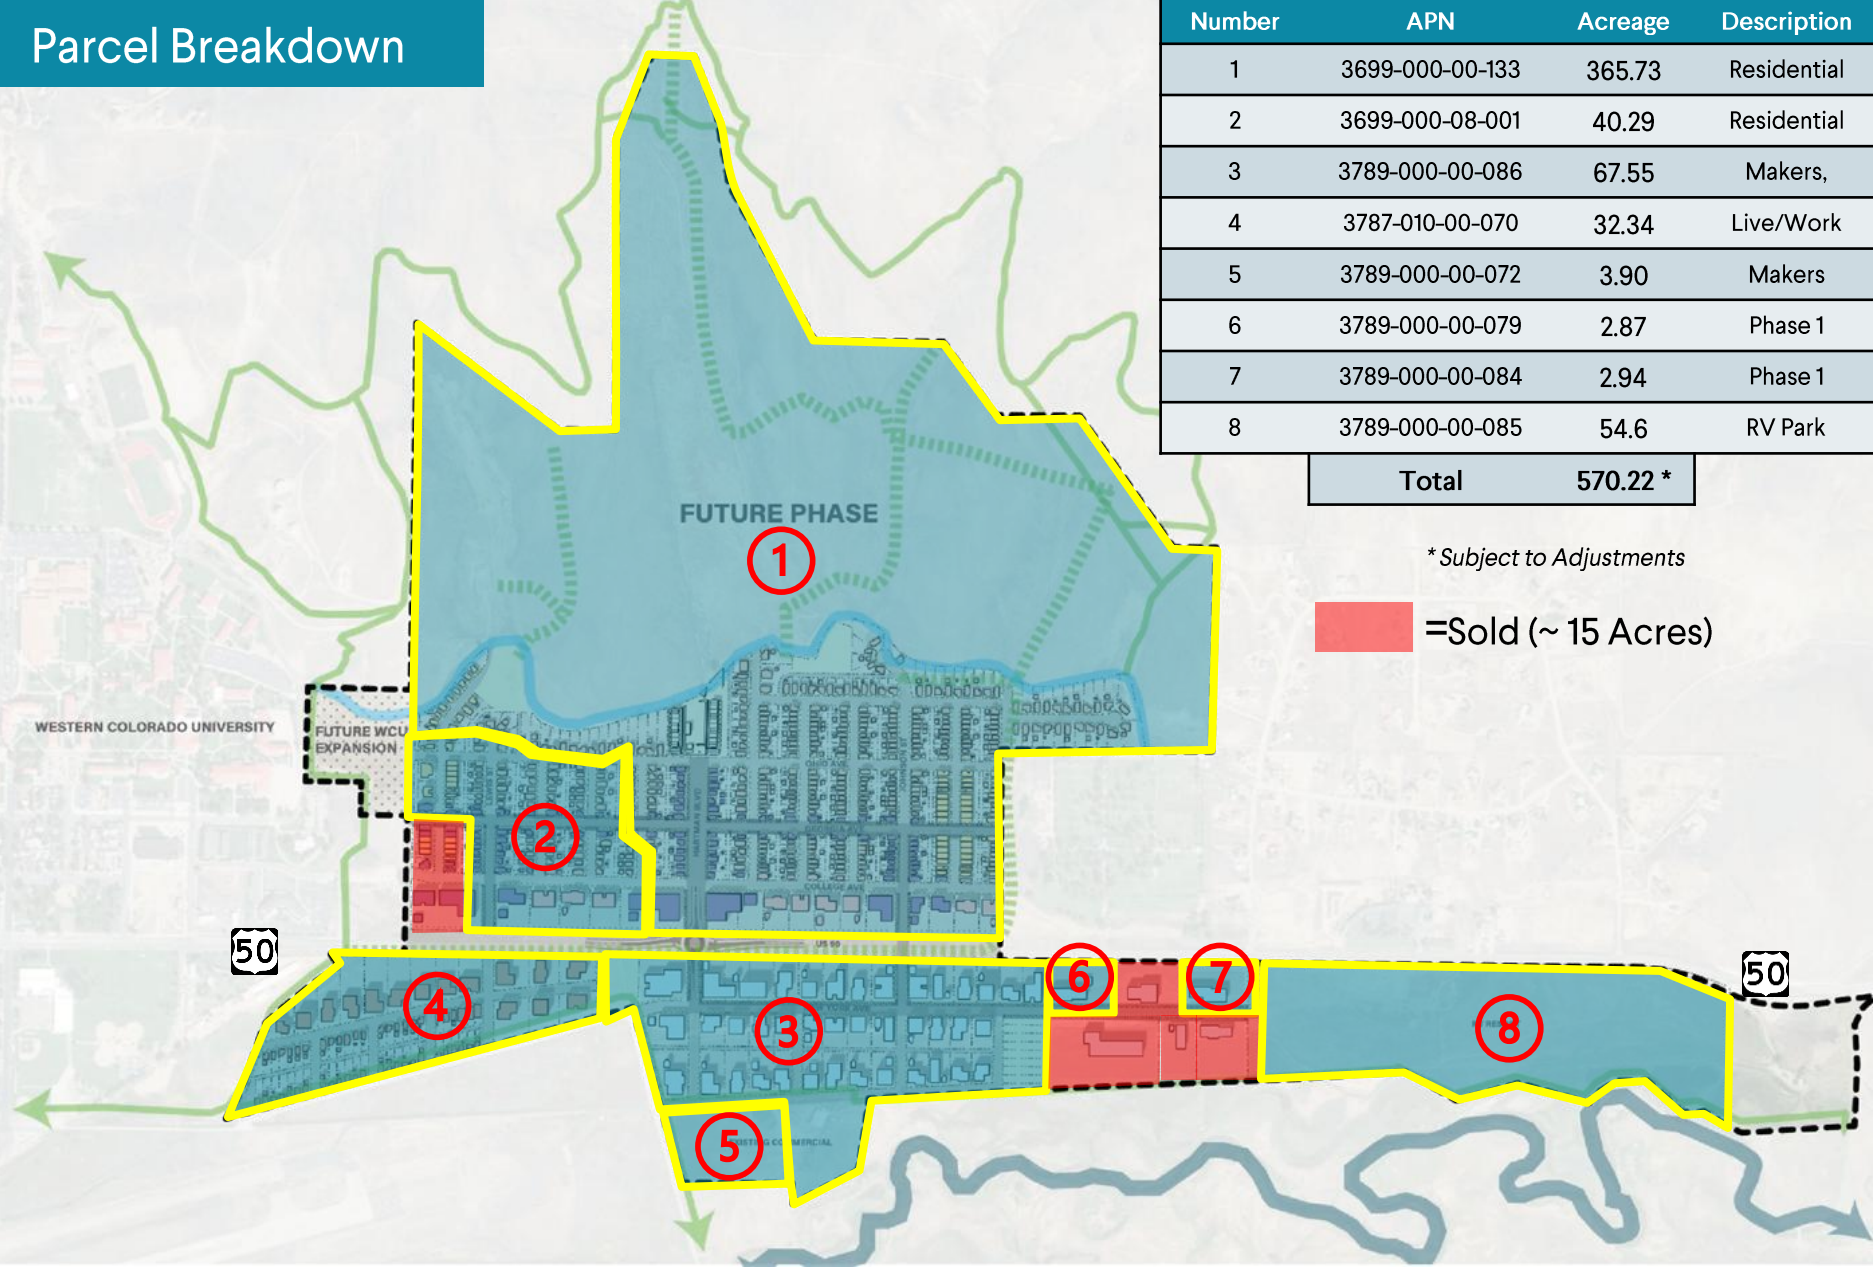 Parcel Breakdown
Number APN Acreage Description
1 3699-000-00-133 365.73 Residential
2 3699-000-08-001 40.29 Residential
3 3789-000-00-086 67.55 Makers,
4 3787-010-00-070 32.34 Live/Work
5 3789-000-00-072 3.90 Makers
6 3789-000-00-079 2.87 Phase 1
7 3789-000-00-084 2.94 Phase 1
8 3789-000-00-085 54.6 RV Park
Total 570.22 *
* Subject to Adjustments
=Sold (~ 15 Acres)
FUTURE PHASE
1
WESTERN COLORADO UNIVERSITY
FUTURE WCU
EXPANSION
2
COLLEGE AVE
50
US 50
50
4
3
6
7
8
5